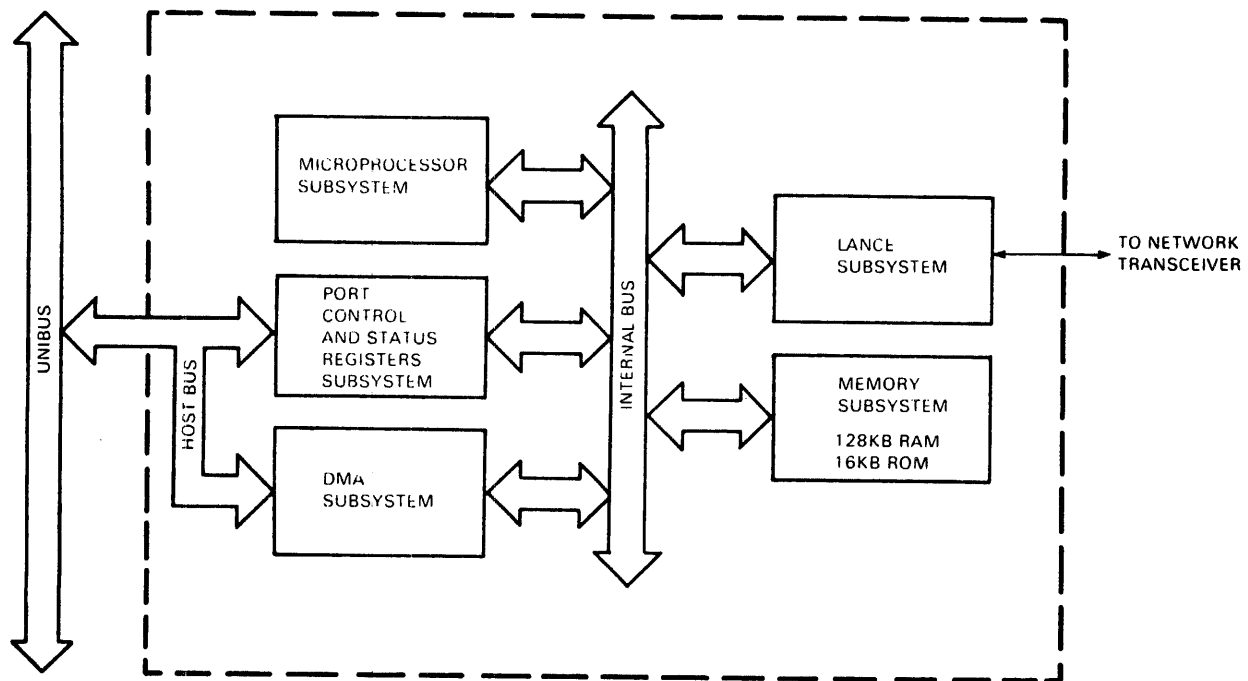 UNIBUS
HOST BUS
MICROPROCESSOR
SUBSYSTEM
PORT
CONTROL
AND STATUS
REGISTERS
SUBSYSTEM
DMA
SUBSYSTEM
INTERNAL BUS
LANCE
SUBSYSTEM
MEMORY
SUBSYSTEM
128KB RAM
16KB ROM
TO NETWORK
TRANSCEIVER